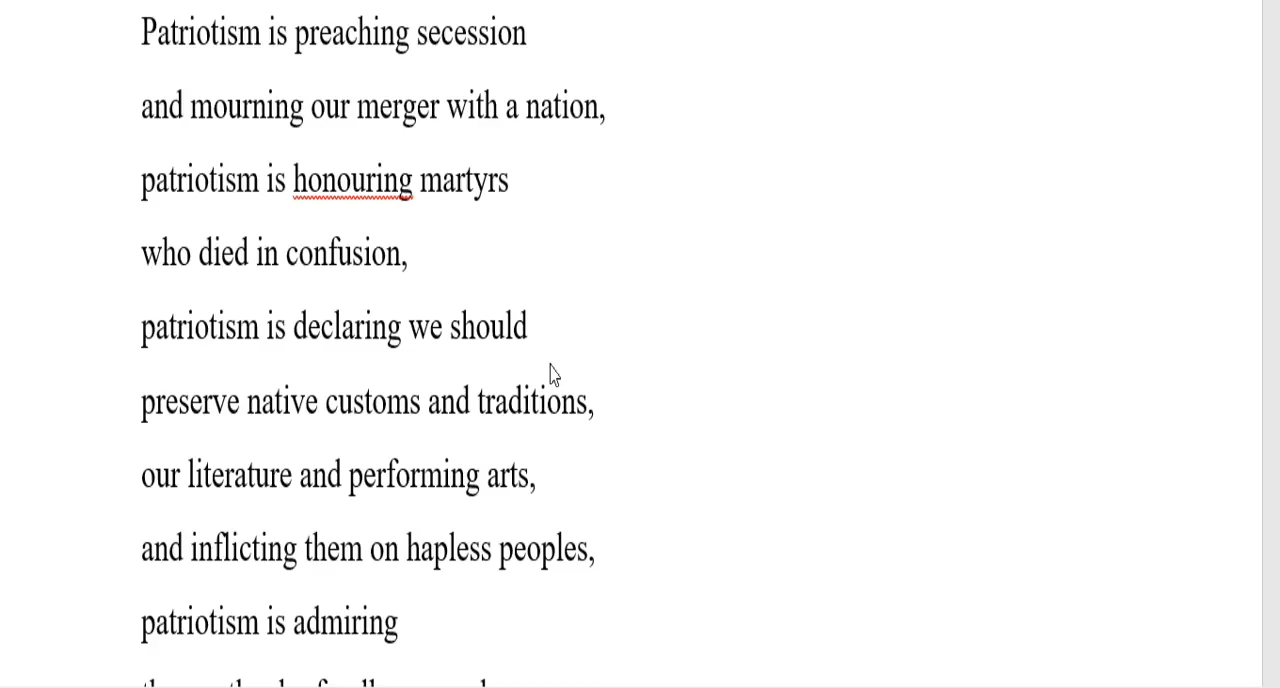 Patriotism is preaching secession
and mourning our merger with a nation,
patriotism is honouring martyrs
who died in confusion,
patriotism is declaring we should
preserve native customs and traditions,
our literature and performing arts,
and inflicting them on hapless peoples,
patriotism is admiring